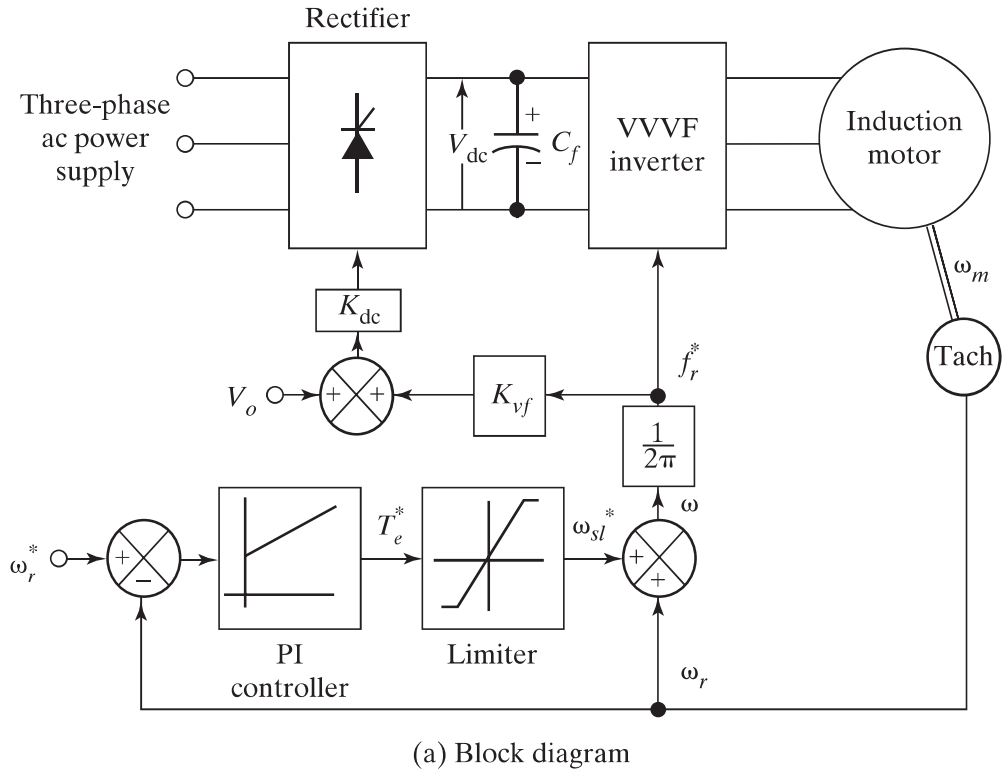 Rectifier
Three-phase
ac power
supply
V_dc
+
−
C_f
VVVF
inverter
Induction
motor
ω_m
Tach
K_dc
V_o
+ +
K_vf
f_r^*
1
2π
ω
ω_r^*
+
−
T_e^*
ω_sl^*
+
+
PI
controller
Limiter
ω_r
(a) Block diagram